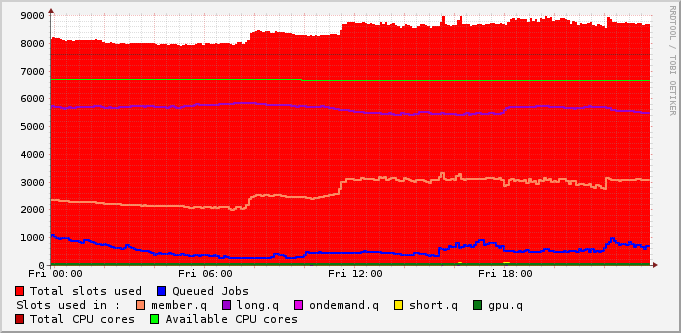 9000
8000
7000
6000
5000
4000
3000
2000
1000
0
Fri 00:00 Fri 06:00 Fri 12:00 Fri 18:00
Total slots used Queued Jobs
Slots used in : member.q long.q ondemand.q short.q gpu.q
Total CPU cores Available CPU cores
RRDTOOL / TOBI OETIKER